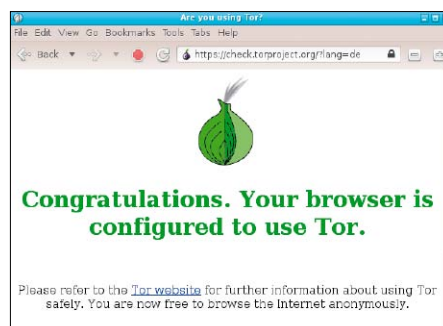 Are you using Tor?
File Edit View Go Bookmarks Tools Tabs Help
Back https://check.torproject.org/?lang=de
Congratulations. Your browser is
configured to use Tor.
Please refer to the Tor website for further information about using Tor
safely. You are now free to browse the Internet anonymously.